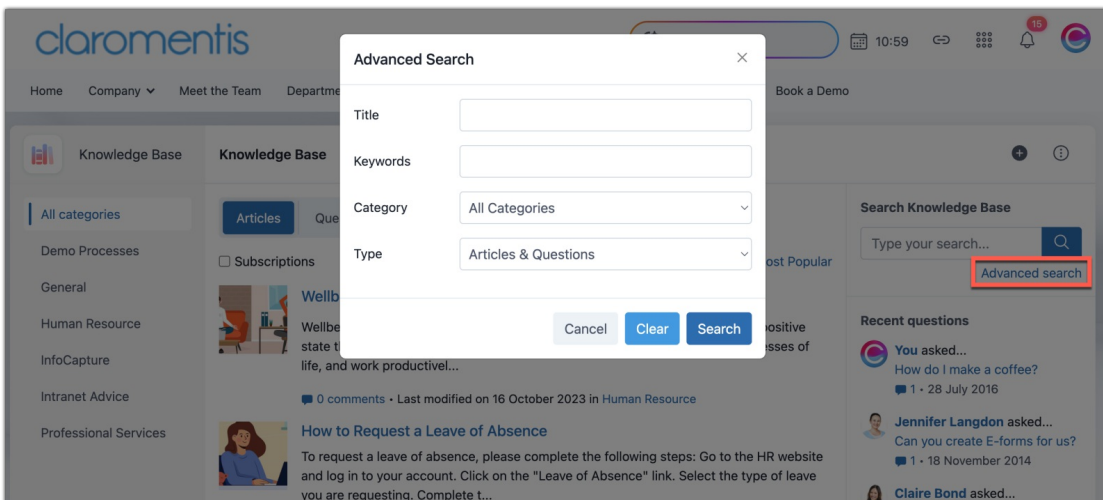 claromentis
15
10:59
Home Company Meet the Team Departme Book a Demo
Advanced Search
Title
Keywords
Category All Categories
Type Articles & Questions
Cancel Clear Search
Knowledge Base
Knowledge Base
All categories
Demo Processes
General
Human Resource
InfoCapture
Intranet Advice
Professional Services
Articles Que
Subscriptions
ost Popular
Wellb
Wellbe ositive
state t sses of
life, and work productivel...
0 comments • Last modified on 16 October 2023 in Human Resource
How to Request a Leave of Absence
To request a leave of absence, please complete the following steps: Go to the HR website
and log in to your account. Click on the "Leave of Absence" link. Select the type of leave
you are requesting. Complete t...
Search Knowledge Base
Type your search...
Advanced search
Recent questions
You asked...
How do I make a coffee?
1 • 28 July 2016
Jennifer Langdon asked...
Can you create E-forms for us?
1 • 18 November 2014
Claire Bond asked...